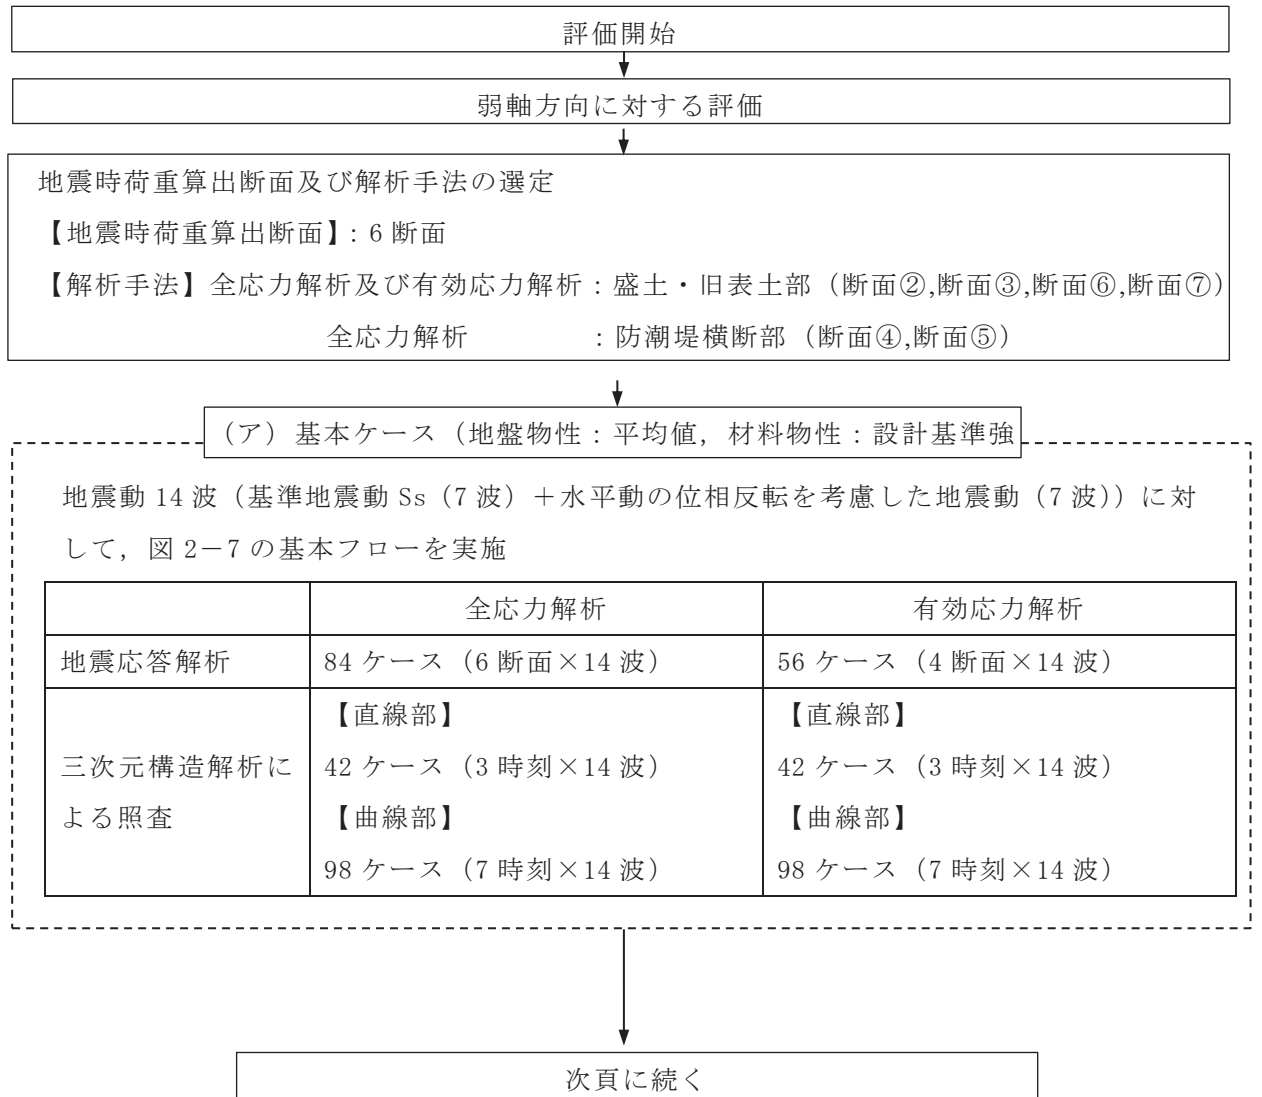 評価開始
弱軸方向に対する評価
地震時荷重算出断面及び解析手法の選定
【地震時荷重算出断面】：6 断面
【解析手法】全応力解析及び有効応力解析：盛土・旧表土部（断面②,断面③,断面⑥,断面⑦）
全応力解析　　　　：防潮堤横断部（断面④,断面⑤）
（ア）基本ケース（地盤物性：平均値，材料物性：設計基準強
地震動 14 波（基準地震動 Ss（7 波）＋水平動の位相反転を考慮した地震動（7 波））に対
して，図 2－7 の基本フローを実施
全応力解析　有効応力解析
地震応答解析　84 ケース（6 断面×14 波）　56 ケース（4 断面×14 波）
三次元構造解析に
よる照査
【直線部】
42 ケース（3 時刻×14 波）
【曲線部】
98 ケース（7 時刻×14 波）
【直線部】
42 ケース（3 時刻×14 波）
【曲線部】
98 ケース（7 時刻×14 波）
次頁に続く